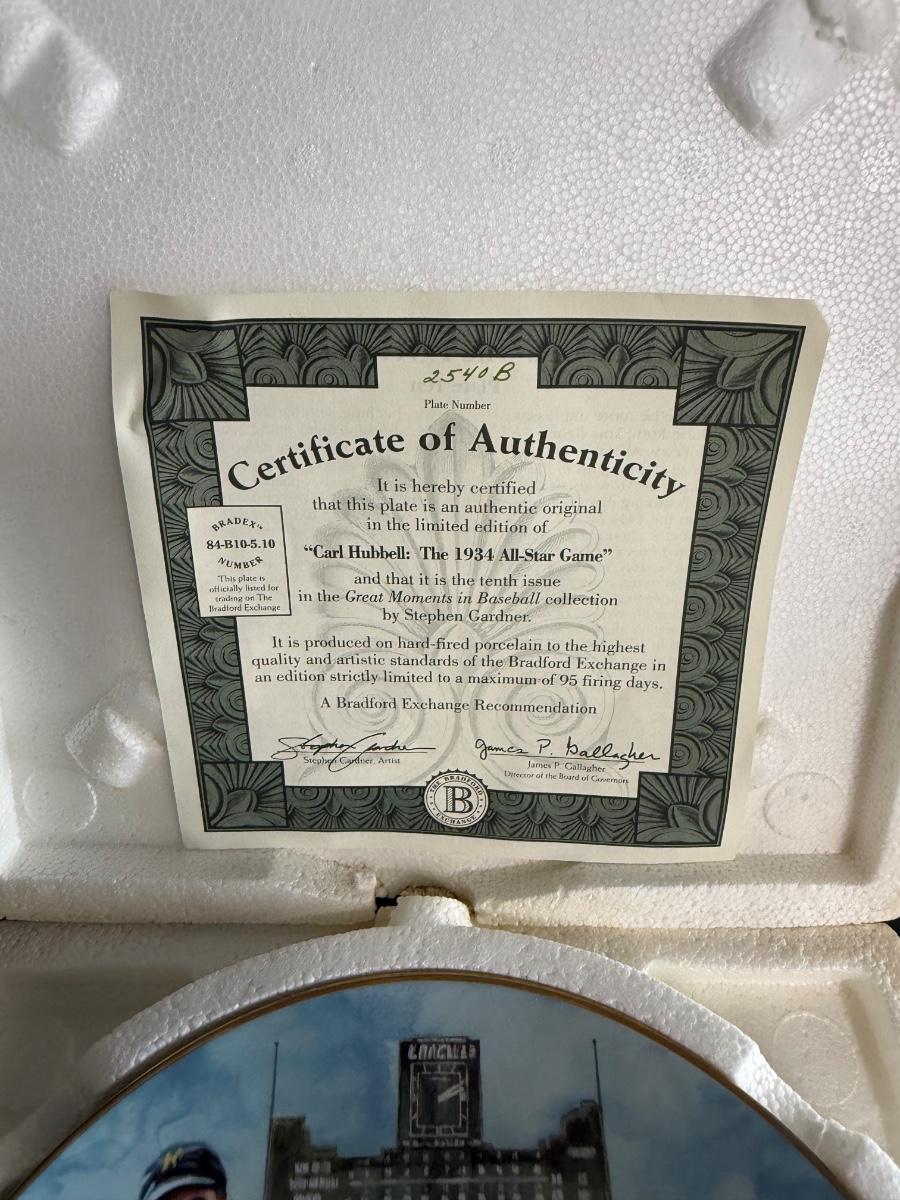 2540B
Plate Number
Certificate of Authenticity
It is hereby certified
that this plate is an authentic original
in the limited edition of
"Carl Hubbell: The 1934 All-Star Game"
and that it is the tenth issue
in the Great Moments in Baseball collection
by Stephen Gardner.
BRADEX™
84-B10-5.10
NUMBER
This plate is
officially listed for
trading on The
Bradford Exchange
It is produced on hard-fired porcelain to the highest
quality and artistic standards of the Bradford Exchange in
an edition strictly limited to a maximum of 95 firing days.
A Bradford Exchange Recommendation
Stephen Gardner
Stephen Gardner, Artist
James P. Gallagher
James P. Gallagher
Director of the Board of Governors
THE BRADFORD
B
EXCHANGE